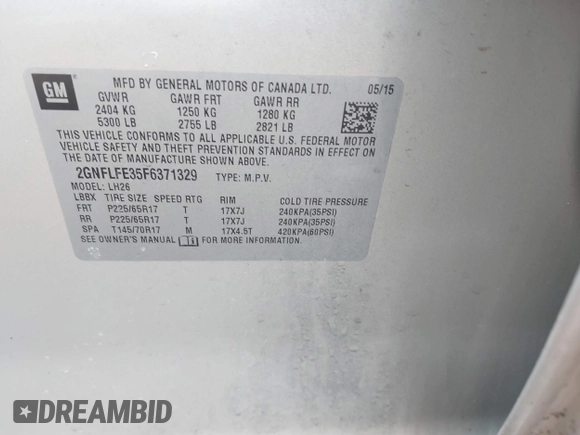 GM
MFD BY GENERAL MOTORS OF CANADA LTD. 05/15
GVWR GAWR FRT GAWR RR
2404 KG 1250 KG 1280 KG
5300 LB 2755 LB 2821 LB
THIS VEHICLE CONFORMS TO ALL APPLICABLE U.S. FEDERAL MOTOR
VEHICLE SAFETY AND THEFT PREVENTION STANDARDS IN EFFECT ON
THE DATE OF MANUFACTURE SHOWN ABOVE.
2GNFLFE35F6371329 TYPE: M.P.V.
MODEL: LH26
LBBX TIRE SIZE SPEED RTG RIM COLD TIRE PRESSURE
FRT P225/65R17 T 17X7J 240KPA(35PSI)
RR P225/65R17 T 17X7J 240KPA(35PSI)
SPA T145/70R17 M 17X4.5T 420KPA(60PSI)
SEE OWNER'S MANUAL FOR MORE INFORMATION
DREAMBID